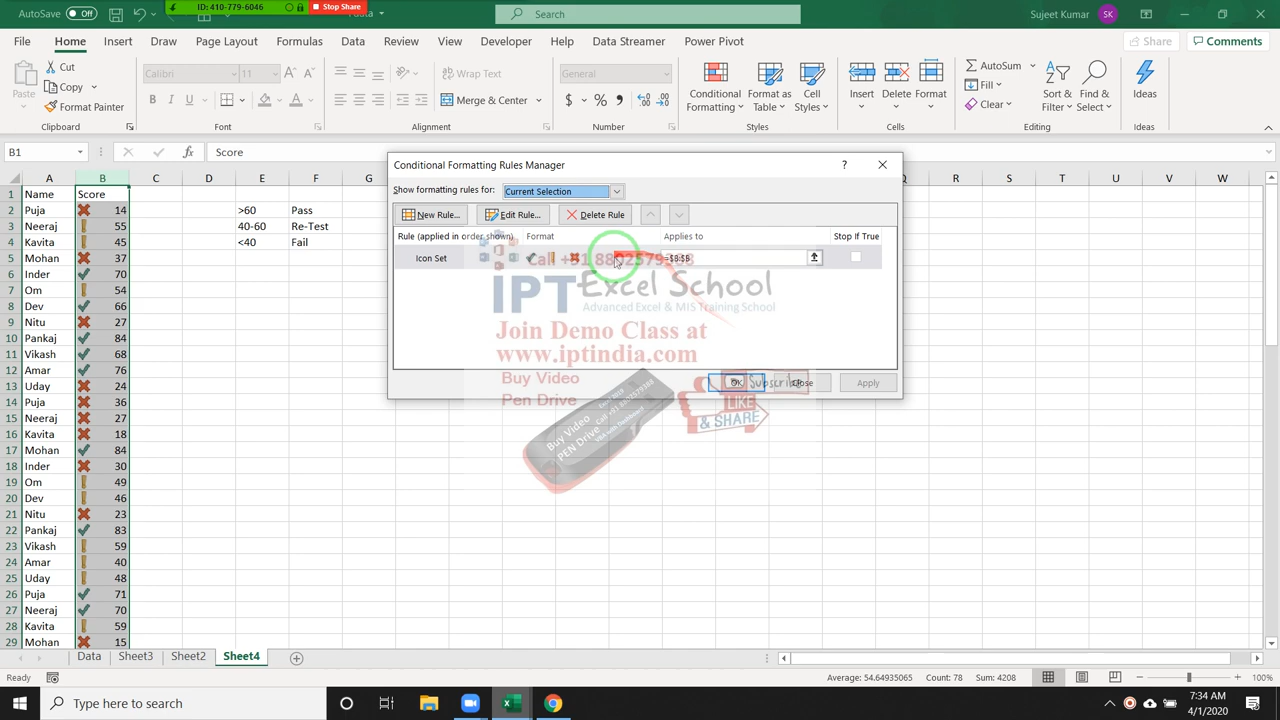 AutoSave Off
ID: 410-779-6046
Stop Share
Search
Sujeet Kumar SK
File Home Insert Draw Page Layout Formulas Data Review View Developer Help Data Streamer Power Pivot
Share Comments
Paste
Cut
Copy
Format Painter
Clipboard
Calibri 11
B I U
Font
Wrap Text
Merge & Center
Alignment
General
$ % ,
Number
Conditional Formatting
Format as Table
Cell Styles
Styles
Insert Delete Format
Cells
AutoSum
Fill
Clear
Sort & Filter
Find & Select
Editing
Ideas
Ideas
B1 fx Score
A B C D E F G Q R S T U V W
1 Name Score
2 Puja 14 >60 Pass
3 Neeraj 55 40-60 Re-Test
4 Kavita 45 <40 Fail
5 Mohan 37
6 Inder 70
7 Om 54
8 Dev 66
9 Nitu 27
10 Pankaj 84
11 Vikash 68
12 Amar 76
13 Uday 24
14 Puja 36
15 Neeraj 27
16 Kavita 18
17 Mohan 84
18 Inder 30
19 Om 49
20 Dev 46
21 Nitu 23
22 Pankaj 83
23 Vikash 59
24 Amar 40
25 Uday 48
26 Puja 71
27 Neeraj 70
28 Kavita 59
29 Mohan 15
Conditional Formatting Rules Manager
Show formatting rules for: Current Selection
New Rule... Edit Rule... Delete Rule
Rule (applied in order shown) Format Applies to Stop If True
Icon Set =$B:$B
OK Close Apply
Call +91 8802579388
IPT Excel School
Advanced Excel & MIS Training School
Join Demo Class at
www.iptindia.com
Buy Video
Pen Drive
Buy Video
PEN Drive
Subscribe
LIKE
& SHARE
Data Sheet3 Sheet2 Sheet4
Ready
Average: 54.64935065 Count: 78 Sum: 4208
100%
Type here to search
7:34 AM
4/1/2020